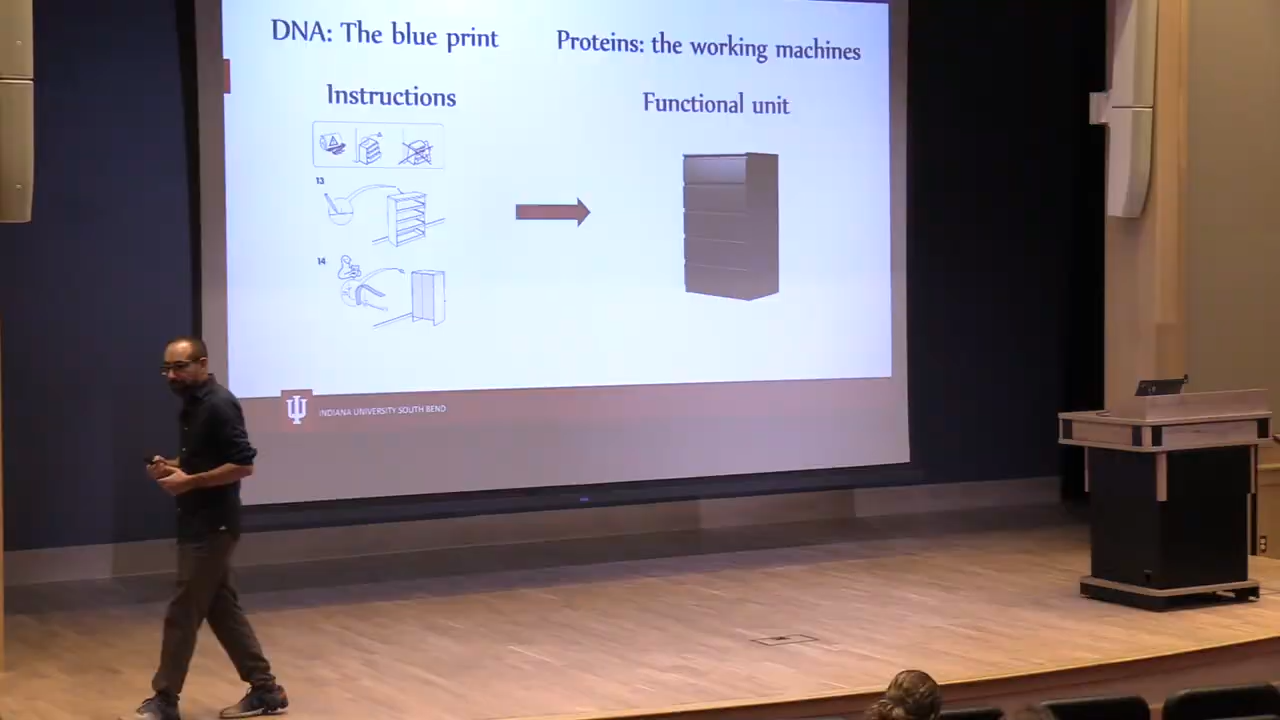 DNA: The blue print
Proteins: the working machines
Instructions
Functional unit
13
14
INDIANA UNIVERSITY SOUTH BEND